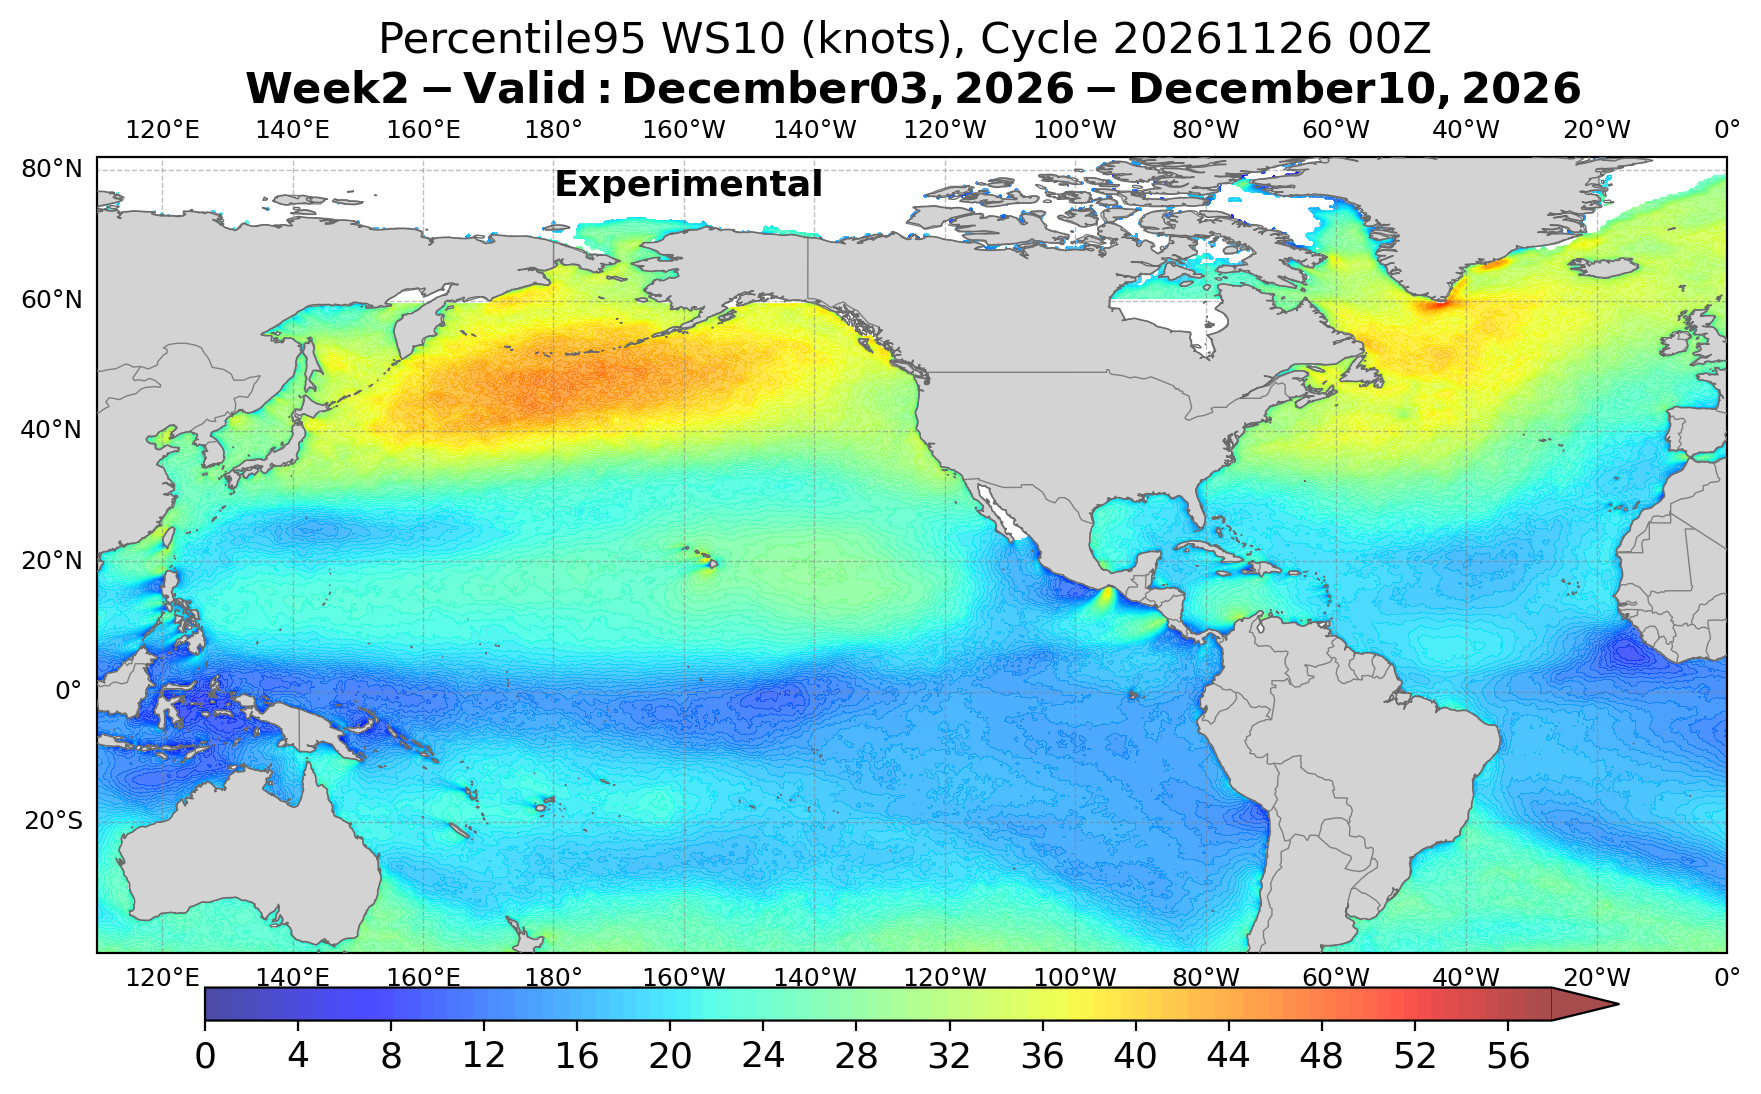 Percentile95 WS10 (knots), Cycle 20261126 00Z
Week2 − Valid : December03, 2026 − December10, 2026
120°E 140°E 160°E 180° 160°W 140°W 120°W 100°W 80°W 60°W 40°W 20°W 0°
80°N
Experimental
60°N
40°N
20°N
0°
20°S
120°E 140°E 160°E 180° 160°W 140°W 120°W 100°W 80°W 60°W 40°W 20°W 0°
0 4 8 12 16 20 24 28 32 36 40 44 48 52 56